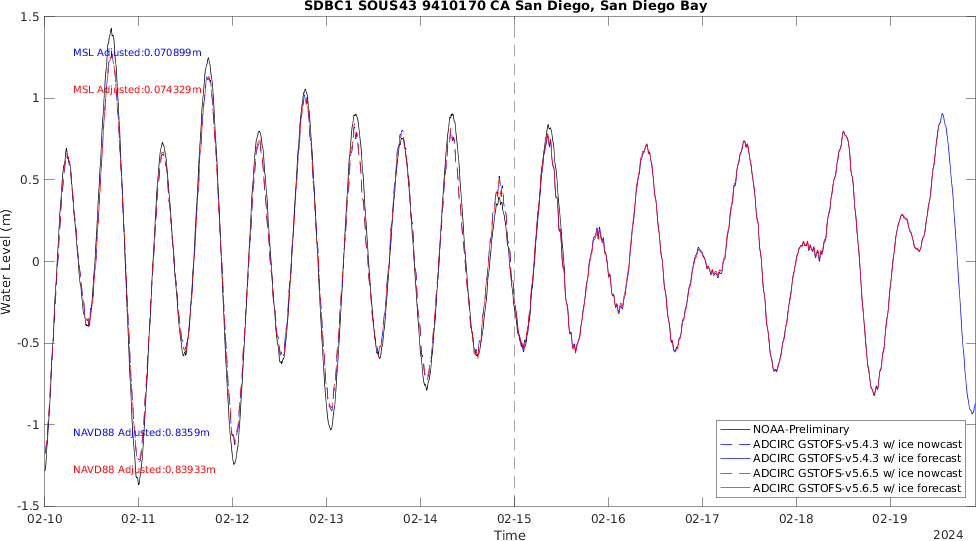 SDBC1 SOUS43 9410170 CA San Diego, San Diego Bay
Water Level (m)
1.5
1
0.5
0
-0.5
-1
-1.5
MSL Adjusted:0.070899m
MSL Adjusted:0.074329m
NAVD88 Adjusted:0.8359m
NAVD88 Adjusted:0.83933m
NOAA-Preliminary
ADCIRC GSTOFS-v5.4.3 w/ ice nowcast
ADCIRC GSTOFS-v5.4.3 w/ ice forecast
ADCIRC GSTOFS-v5.6.5 w/ ice nowcast
ADCIRC GSTOFS-v5.6.5 w/ ice forecast
02-10 02-11 02-12 02-13 02-14 02-15 02-16 02-17 02-18 02-19
Time
2024